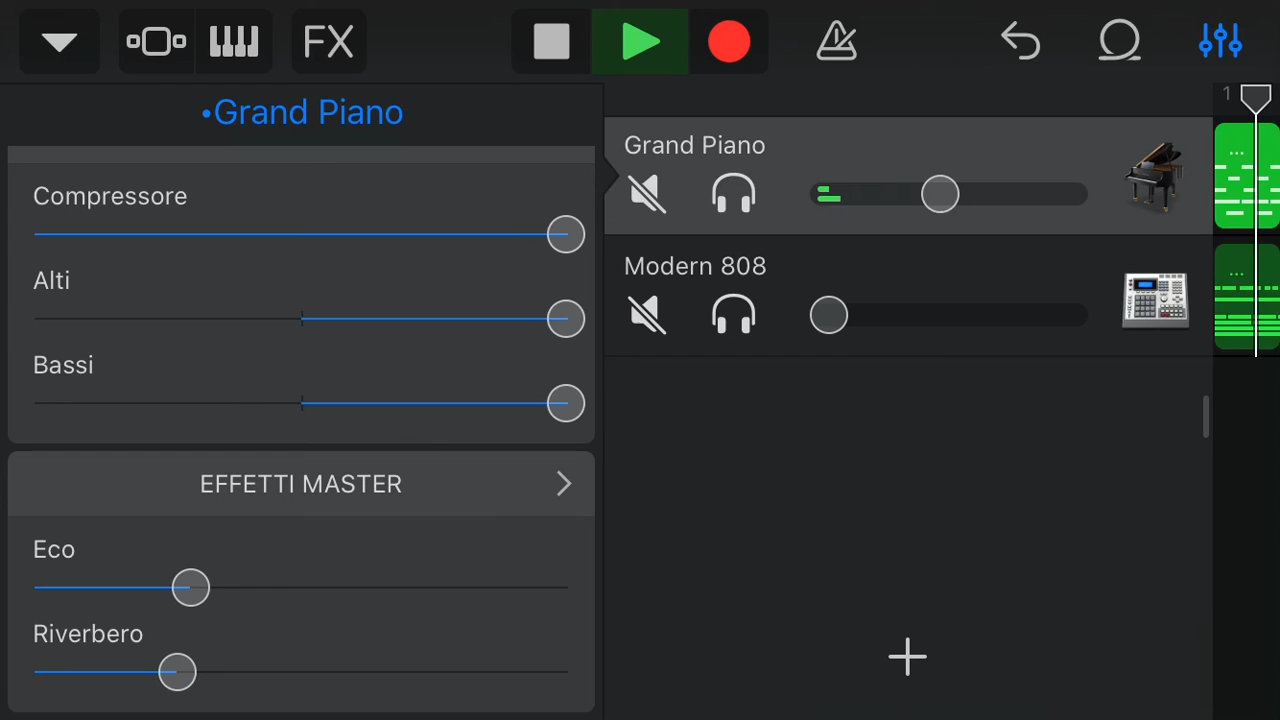 FX
•Grand Piano
Compressore
Alti
Bassi
EFFETTI MASTER
Eco
Riverbero
1
Grand Piano
...
Modern 808
...